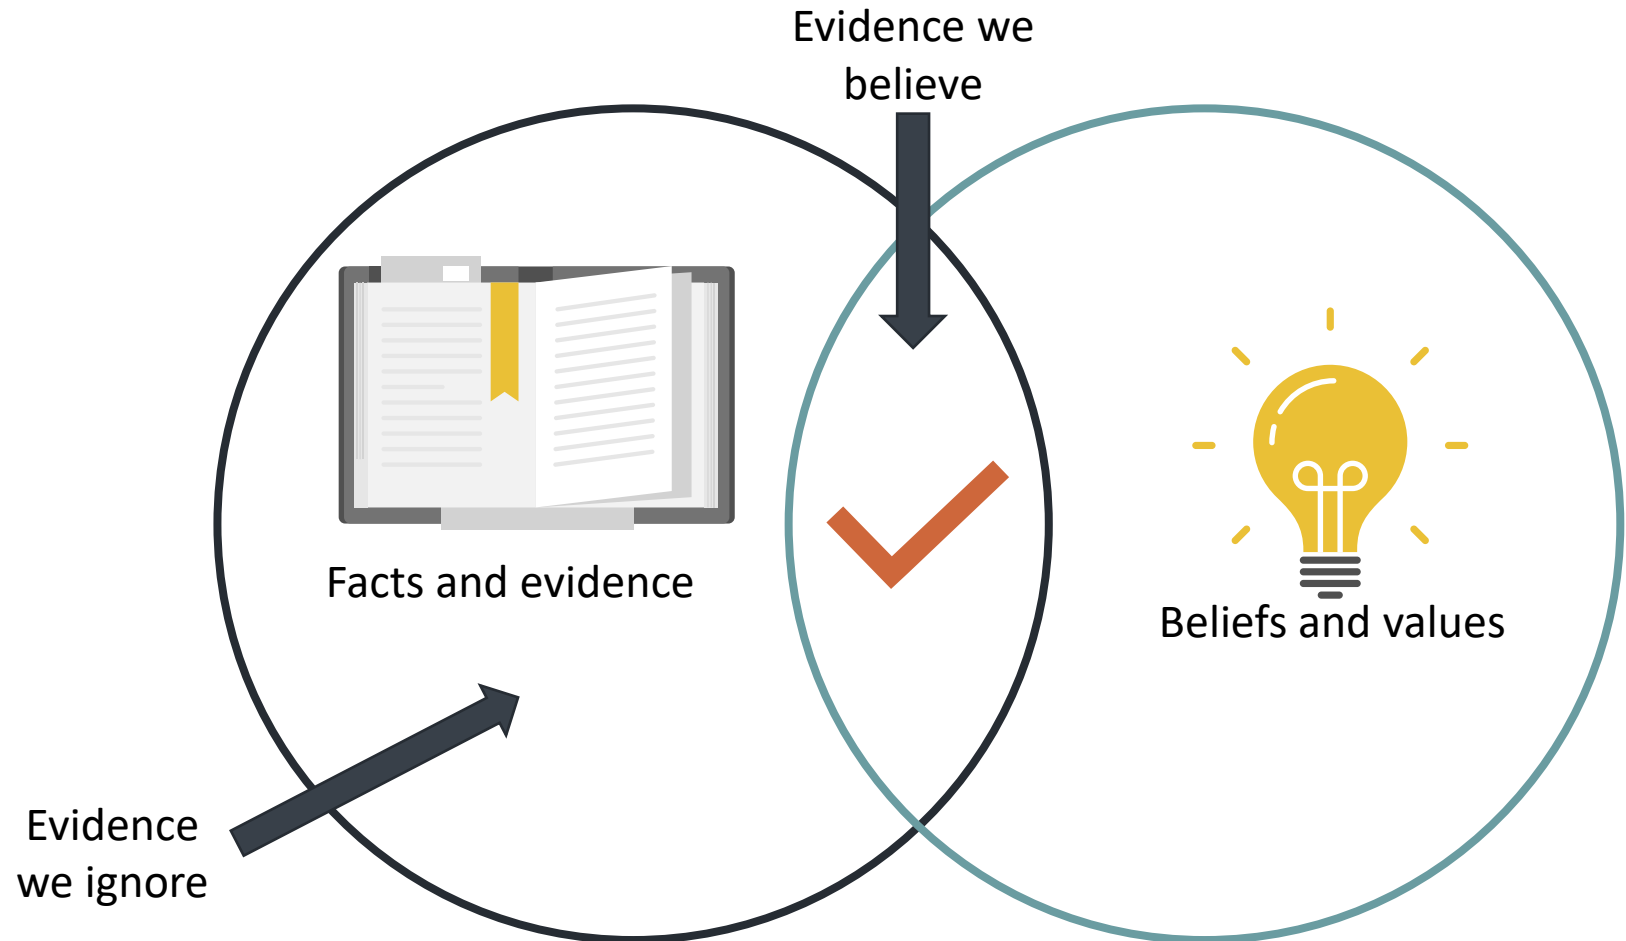 Evidence we
believe
Facts and evidence
Beliefs and values
Evidence
we ignore